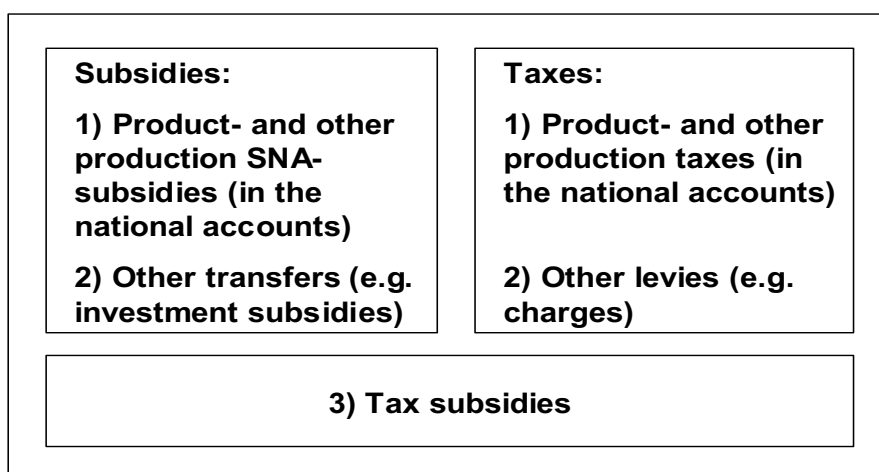 Subsidies:
1) Product- and other
production SNA-
subsidies (in the
national accounts)
2) Other transfers (e.g.
investment subsidies)
Taxes:
1) Product- and other
production taxes (in
the national accounts)
2) Other levies (e.g.
charges)
3) Tax subsidies